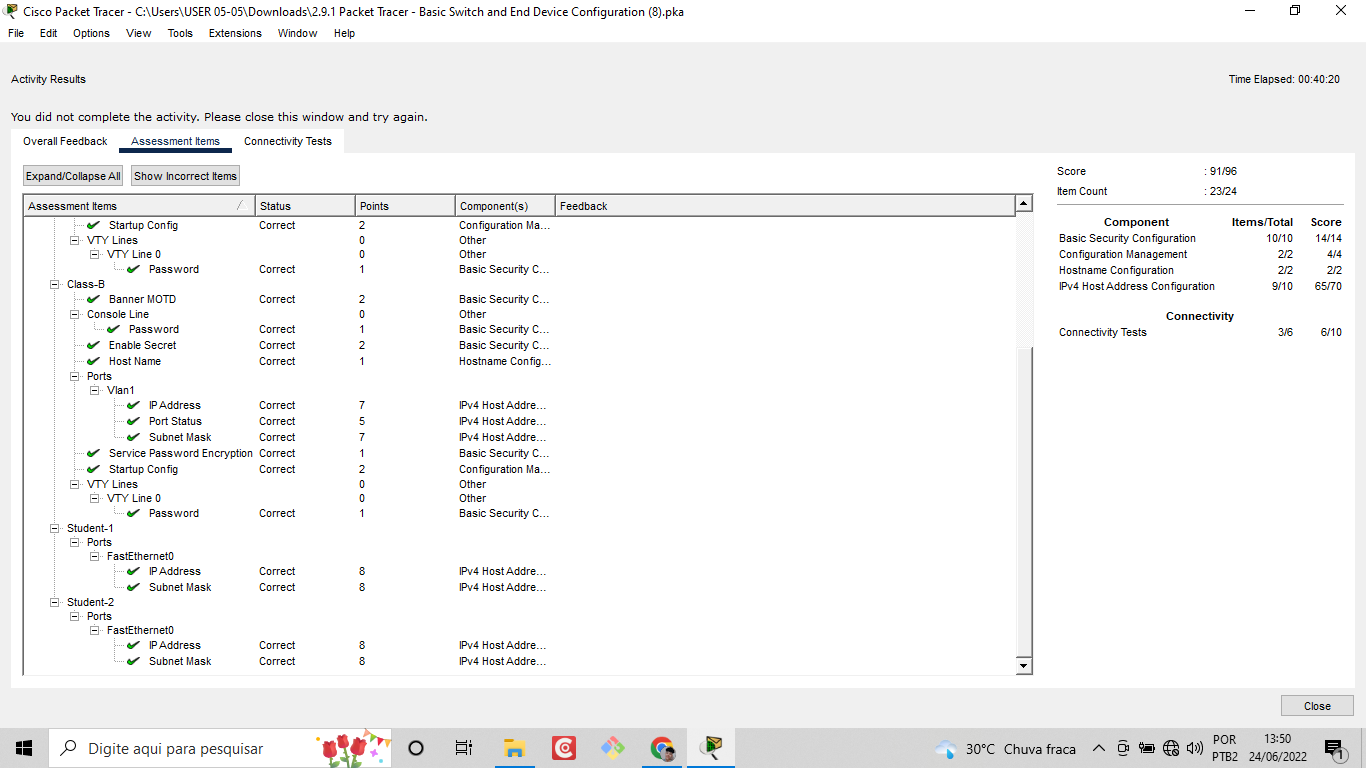 Cisco Packet Tracer - C:\Users\USER 05-05\Downloads\2.9.1 Packet Tracer - Basic Switch and End Device Configuration (8).pka
File Edit Options View Tools Extensions Window Help
Activity Results
Time Elapsed: 00:40:20
You did not complete the activity. Please close this window and try again.
Overall Feedback Assessment Items Connectivity Tests
Expand/Collapse All Show Incorrect Items
Assessment Items Status Points Component(s) Feedback
Startup Config Correct 2 Configuration Ma...
VTY Lines 0 Other
VTY Line 0 0 Other
Password Correct 1 Basic Security C...
Class-B
Banner MOTD Correct 2 Basic Security C...
Console Line 0 Other
Password Correct 1 Basic Security C...
Enable Secret Correct 2 Basic Security C...
Host Name Correct 1 Hostname Config...
Ports
Vlan1
IP Address Correct 7 IPv4 Host Addre...
Port Status Correct 5 IPv4 Host Addre...
Subnet Mask Correct 7 IPv4 Host Addre...
Service Password Encryption Correct 1 Basic Security C...
Startup Config Correct 2 Configuration Ma...
VTY Lines 0 Other
VTY Line 0 0 Other
Password Correct 1 Basic Security C...
Student-1
Ports
FastEthernet0
IP Address Correct 8 IPv4 Host Addre...
Subnet Mask Correct 8 IPv4 Host Addre...
Student-2
Ports
FastEthernet0
IP Address Correct 8 IPv4 Host Addre...
Subnet Mask Correct 8 IPv4 Host Addre...
Score : 91/96
Item Count : 23/24
Component Items/Total Score
Basic Security Configuration 10/10 14/14
Configuration Management 2/2 4/4
Hostname Configuration 2/2 2/2
IPv4 Host Address Configuration 9/10 65/70
Connectivity
Connectivity Tests 3/6 6/10
Close
Digite aqui para pesquisar
30°C Chuva fraca
POR
PTB2
13:50
24/06/2022
1